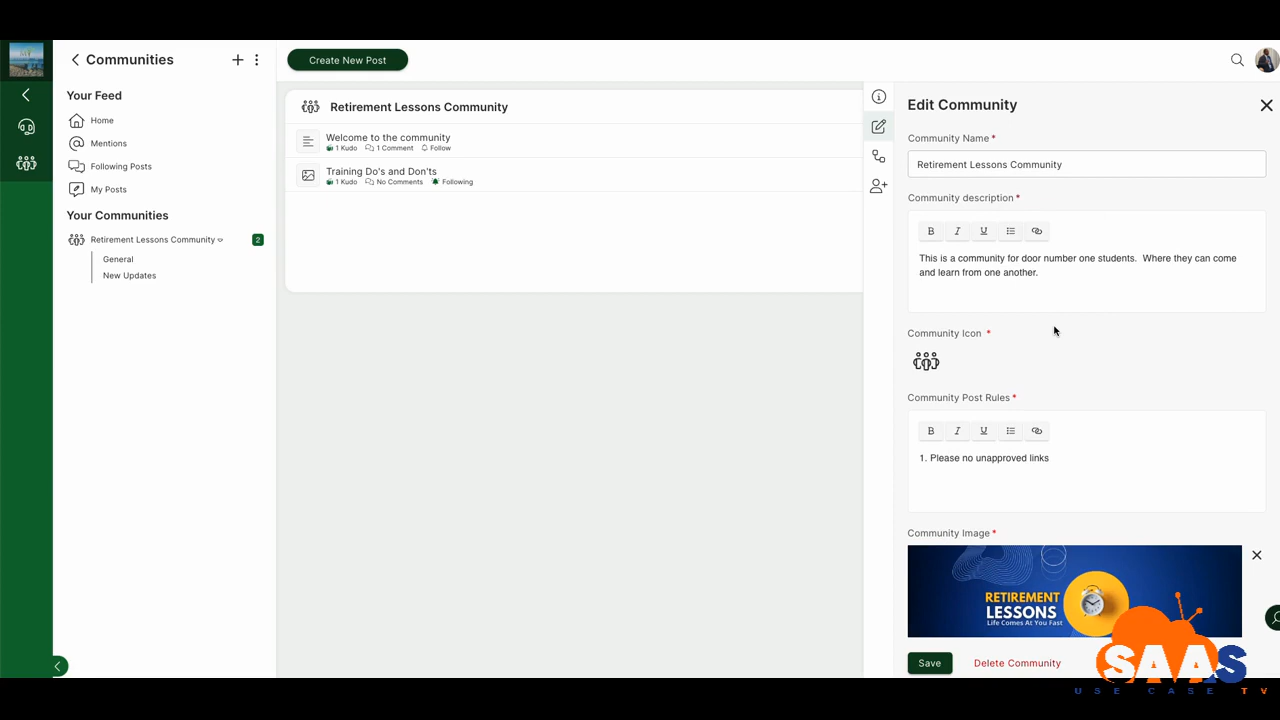 Communities
Create New Post
Your Feed
Home
Mentions
Following Posts
My Posts
Your Communities
Retirement Lessons Community
2
General
New Updates
Retirement Lessons Community
Welcome to the community
1 Kudo 1 Comment Follow
Training Do's and Don'ts
1 Kudo No Comments Following
Edit Community
Community Name *
Retirement Lessons Community
Community description *
B I U
This is a community for door number one students. Where they can come
and learn from one another.
Community Icon *
Community Post Rules *
B I U
1. Please no unapproved links
Community Image *
RETIREMENT
LESSONS
Life Comes At You Fast
Save
Delete Community
SAAS
USE CASE TV